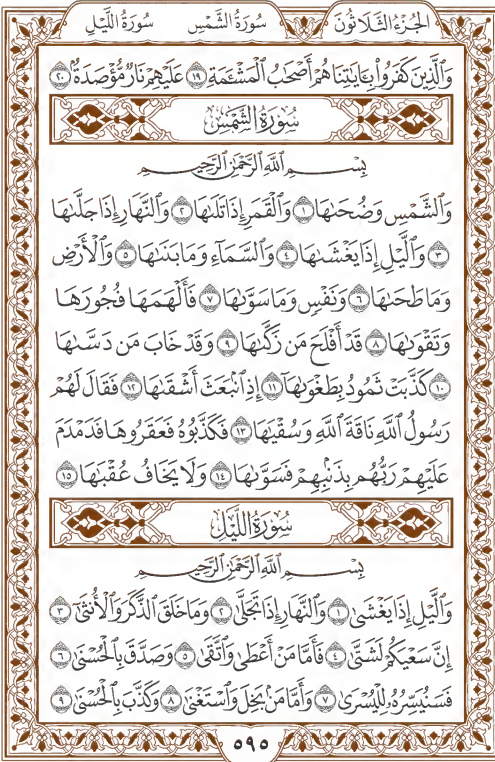 الجُزْءُ الثَّلَاثُونَ سُورَةُ الشَّمْسِ سُورَةُ اللَّيْلِ
وَالَّذِينَ كَفَرُواْ بِـَٔايَٰتِنَا هُمْ أَصْحَٰبُ ٱلْمَشْـَٔمَةِ ١٩ عَلَيْهِمْ نَارٌ مُّؤْصَدَةٌۢ ٢٠
سُورَةُ الشَّمْسِ
بِسْمِ ٱللَّهِ ٱلرَّحْمَٰنِ ٱلرَّحِيمِ
وَٱلشَّمْسِ وَضُحَىٰهَا ١ وَٱلْقَمَرِ إِذَا تَلَىٰهَا ٢ وَٱلنَّهَارِ إِذَا جَلَّىٰهَا
٣ وَٱلَّيْلِ إِذَا يَغْشَىٰهَا ٤ وَٱلسَّمَآءِ وَمَا بَنَىٰهَا ٥ وَٱلْأَرْضِ
وَمَا طَحَىٰهَا ٦ وَنَفْسٍ وَمَا سَوَّىٰهَا ٧ فَأَلْهَمَهَا فُجُورَهَا
وَتَقْوَىٰهَا ٨ قَدْ أَفْلَحَ مَن زَكَّىٰهَا ٩ وَقَدْ خَابَ مَن دَسَّىٰهَا
١٠ كَذَّبَتْ ثَمُودُ بِطَغْوَىٰهَآ ١١ إِذِ ٱنۢبَعَثَ أَشْقَىٰهَا ١٢ فَقَالَ لَهُمْ
رَسُولُ ٱللَّهِ نَاقَةَ ٱللَّهِ وَسُقْيَٰهَا ١٣ فَكَذَّبُوهُ فَعَقَرُوهَا فَدَمْدَمَ
عَلَيْهِمْ رَبُّهُم بِذَنۢبِهِمْ فَسَوَّىٰهَا ١٤ وَلَا يَخَافُ عُقْبَٰهَا ١٥
سُورَةُ اللَّيْلِ
بِسْمِ ٱللَّهِ ٱلرَّحْمَٰنِ ٱلرَّحِيمِ
وَٱلَّيْلِ إِذَا يَغْشَىٰ ١ وَٱلنَّهَارِ إِذَا تَجَلَّىٰ ٢ وَمَا خَلَقَ ٱلذَّكَرَ وَٱلْأُنثَىٰٓ ٣
إِنَّ سَعْيَكُمْ لَشَتَّىٰ ٤ فَأَمَّا مَنْ أَعْطَىٰ وَٱتَّقَىٰ ٥ وَصَدَّقَ بِٱلْحُسْنَىٰ ٦
فَسَنُيَسِّرُهُۥ لِلْيُسْرَىٰ ٧ وَأَمَّا مَنۢ بَخِلَ وَٱسْتَغْنَىٰ ٨ وَكَذَّبَ بِٱلْحُسْنَىٰ ٩
٥٩٥